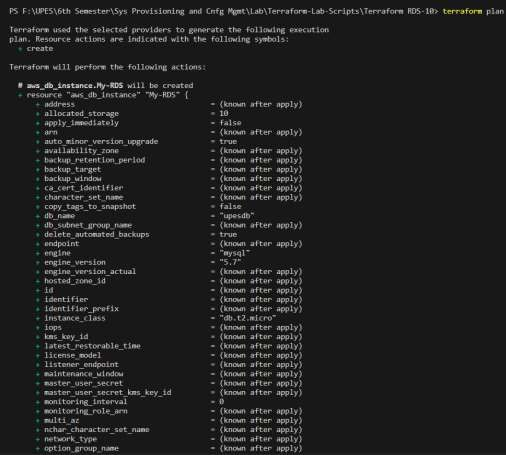 PS F:\UPES\6th Semester\Sys Provisioning and Cnfg Mgmt\Lab\Terraform-Lab-Scripts\Terraform RDS-10> terraform plan
Terraform used the selected providers to generate the following execution
plan. Resource actions are indicated with the following symbols:
+ create
Terraform will perform the following actions:
# aws_db_instance.My-RDS will be created
+ resource "aws_db_instance" "My-RDS" {
+ address = (known after apply)
+ allocated_storage = 10
+ apply_immediately = false
+ arn = (known after apply)
+ auto_minor_version_upgrade = true
+ availability_zone = (known after apply)
+ backup_retention_period = (known after apply)
+ backup_target = (known after apply)
+ backup_window = (known after apply)
+ ca_cert_identifier = (known after apply)
+ character_set_name = (known after apply)
+ copy_tags_to_snapshot = false
+ db_name = "upesdb"
+ db_subnet_group_name = (known after apply)
+ delete_automated_backups = true
+ endpoint = (known after apply)
+ engine = "mysql"
+ engine_version = "5.7"
+ engine_version_actual = (known after apply)
+ hosted_zone_id = (known after apply)
+ id = (known after apply)
+ identifier = (known after apply)
+ identifier_prefix = (known after apply)
+ instance_class = "db.t2.micro"
+ iops = (known after apply)
+ kms_key_id = (known after apply)
+ latest_restorable_time = (known after apply)
+ license_model = (known after apply)
+ listener_endpoint = (known after apply)
+ maintenance_window = (known after apply)
+ master_user_secret = (known after apply)
+ master_user_secret_kms_key_id = (known after apply)
+ monitoring_interval = 0
+ monitoring_role_arn = (known after apply)
+ multi_az = (known after apply)
+ nchar_character_set_name = (known after apply)
+ network_type = (known after apply)
+ option_group_name = (known after apply)